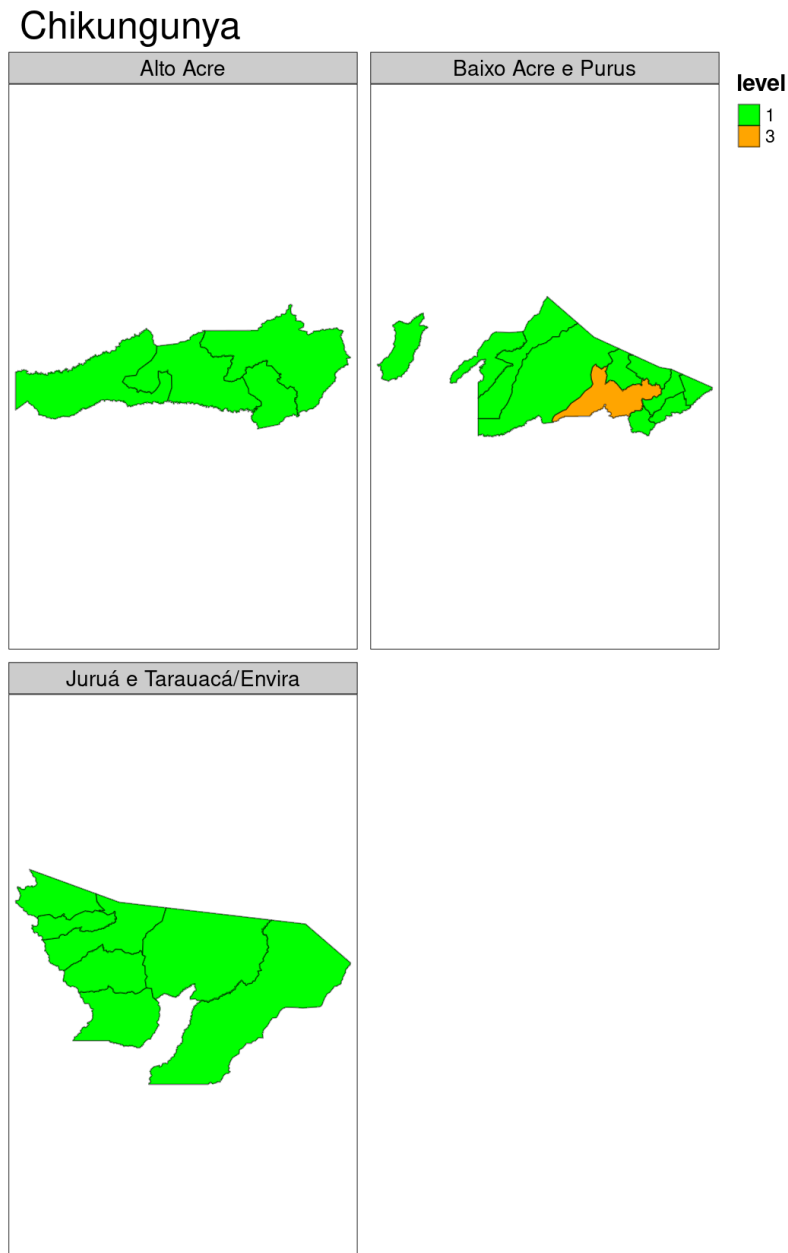 Chikungunya
Alto Acre
Baixo Acre e Purus
level
1
3
Juruá e Tarauacá/Envira